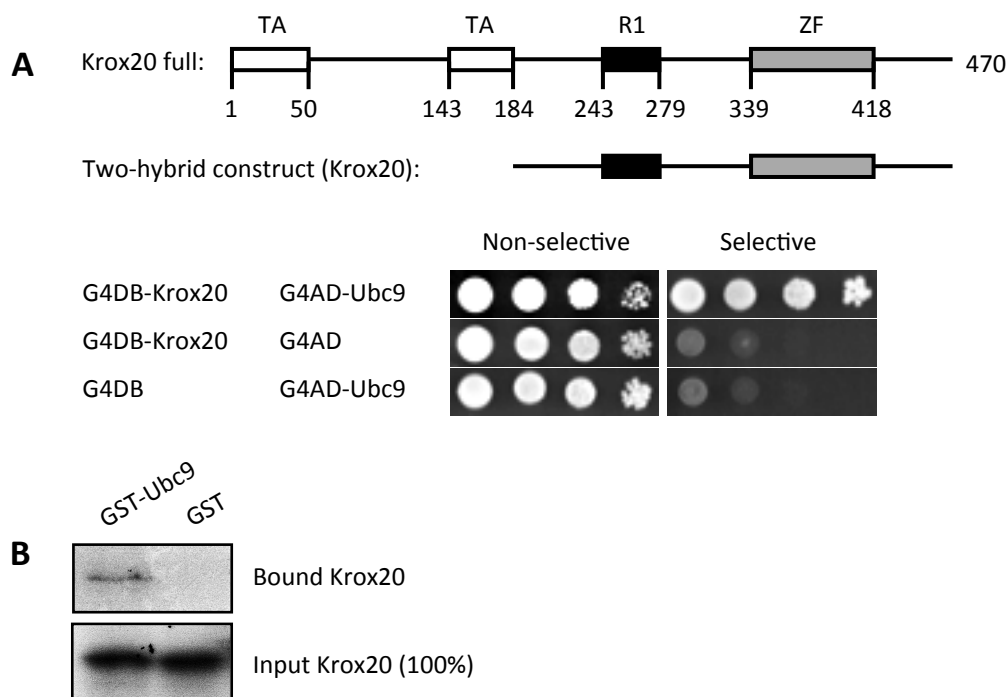 A
TA TA R1 ZF
Krox20 full: 470
1 50 143 184 243 279 339 418
Two-hybrid construct (Krox20):
Non-selective Selective
G4DB-Krox20 G4AD-Ubc9
G4DB-Krox20 G4AD
G4DB G4AD-Ubc9
B
GST-Ubc9 GST
Bound Krox20
Input Krox20 (100%)